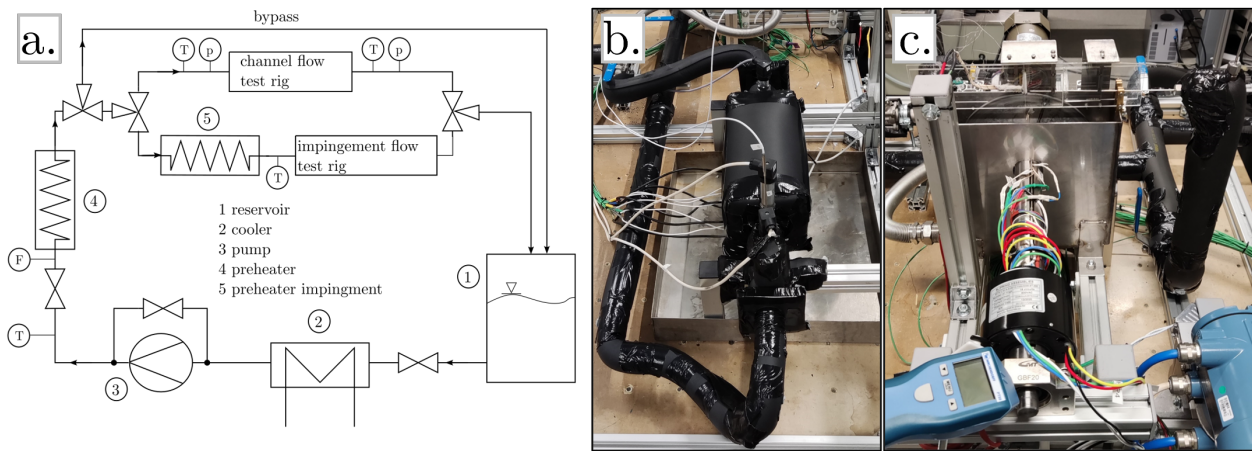 a.
bypass
T
p
channel flow
test rig
T
p
5
impingement flow
test rig
T
4
F
T
1 reservoir
2 cooler
3 pump
4 preheater
5 preheater impingment
1
2
3
b.
c.
GBF20